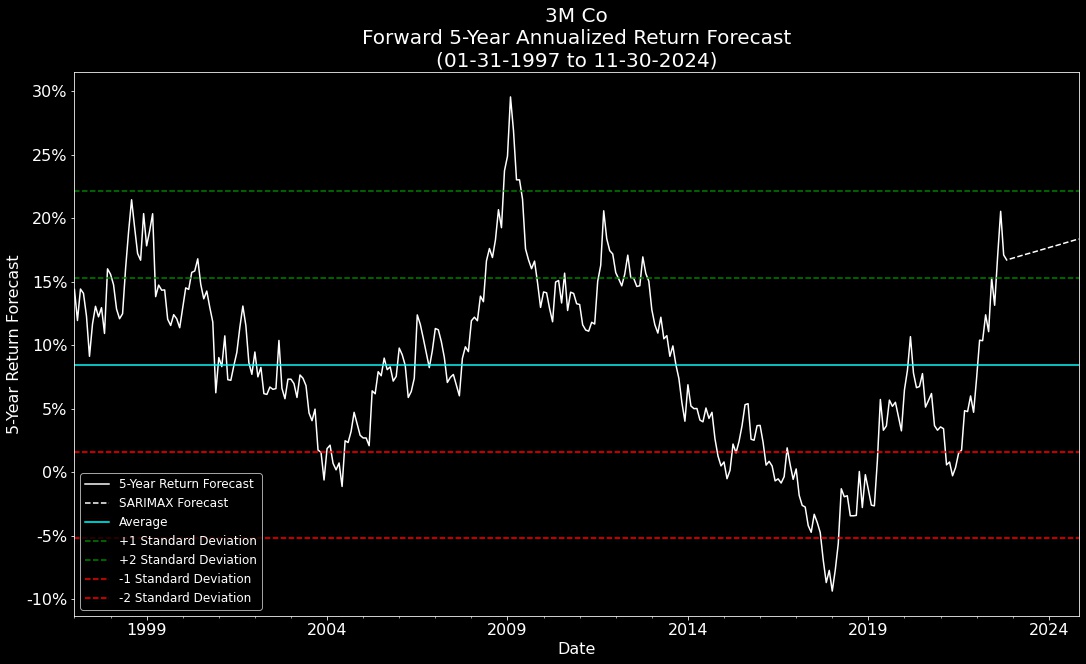 3M Co
Forward 5-Year Annualized Return Forecast
(01-31-1997 to 11-30-2024)
5-Year Return Forecast
30%
25%
20%
15%
10%
5%
0%
-5%
-10%
5-Year Return Forecast
SARIMAX Forecast
Average
+1 Standard Deviation
+2 Standard Deviation
-1 Standard Deviation
-2 Standard Deviation
1999 2004 2009 2014 2019 2024
Date